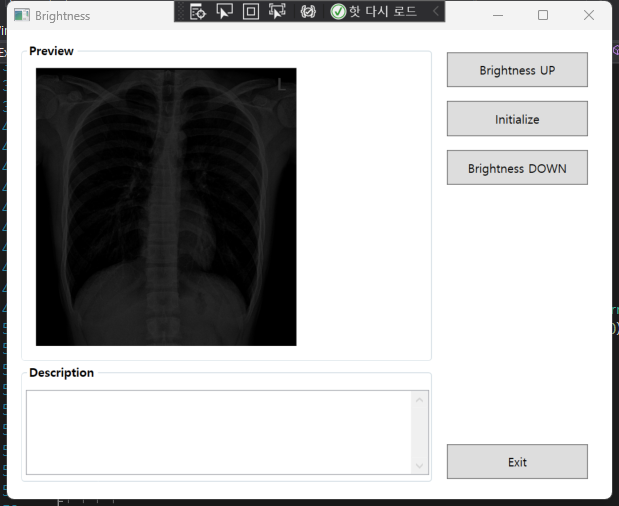 Brightness
핫 다시 로드
Preview
L
Brightness UP
Initialize
Brightness DOWN
Description
Exit